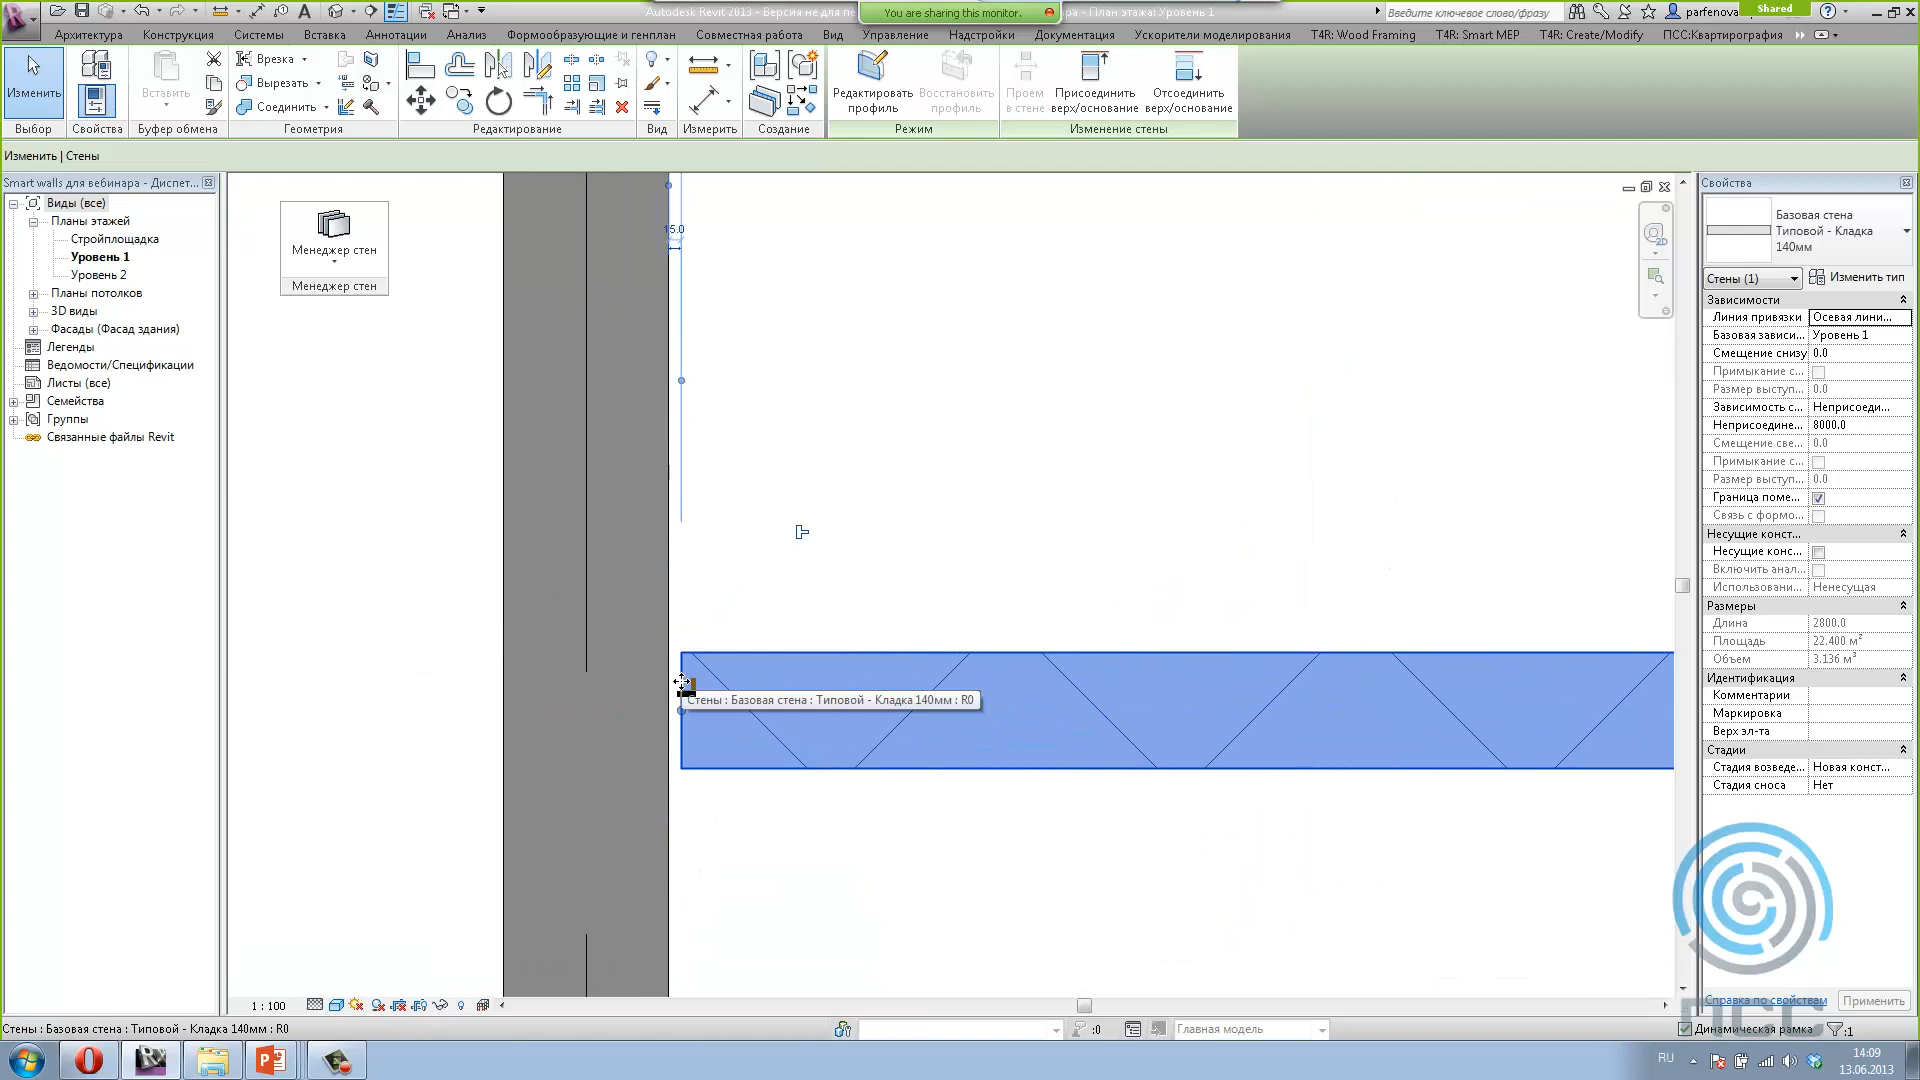 Autodesk Revit 2013 - Версия не для пе
You are sharing this monitor.
ра - План этажа: Уровень 1
Введите ключевое слово/фразу
parfenova
Shared
Архитектура
Конструкция
Системы
Вставка
Аннотации
Анализ
Формообразующие и генплан
Совместная работа
Вид
Управление
Надстройки
Документация
Ускорители моделирования
T4R: Wood Framing
T4R: Smart MEP
T4R: Create/Modify
ПСС:Квартирография
Изменить
Вставить
Врезка
Вырезать
Соединить
Редактировать
профиль
Восстановить
профиль
Проем
в стене
Присоединить
верх/основание
Отсоединить
верх/основание
Выбор
Свойства
Буфер обмена
Геометрия
Редактирование
Вид
Измерить
Создание
Режим
Изменение стены
Изменить | Стены
Smart walls для вебинара - Диспет...
Виды (все)
Планы этажей
Стройплощадка
Уровень 1
Уровень 2
Планы потолков
3D виды
Фасады (Фасад здания)
Легенды
Ведомости/Спецификации
Листы (все)
Семейства
Группы
Связанные файлы Revit
Менеджер стен
Менеджер стен
15.0
2D
Стены : Базовая стена : Типовой - Кладка 140мм : R0
Свойства
Базовая стена
Типовой - Кладка
140мм
Стены (1)
Изменить тип
Зависимости
Линия привязки Осевая лини...
Базовая зависи... Уровень 1
Смещение снизу 0.0
Примыкание с...
Размер выступ... 0.0
Зависимость с... Неприсоеди...
Неприсоедине... 8000.0
Смещение све... 0.0
Примыкание с...
Размер выступ... 0.0
Граница поме...
Связь с формо...
Несущие конст...
Несущие конс...
Включить анал...
Использовани... Ненесущая
Размеры
Длина 2800.0
Площадь 22.400 м²
Объем 3.136 м³
Идентификация
Комментарии
Маркировка
Верх эл-та
Стадии
Стадия возведе... Новая конст...
Стадия сноса Нет
Справка по свойствам
Применить
ПСС
1 : 100
Стены : Базовая стена : Типовой - Кладка 140мм : R0
:0
Главная модель
Динамическая рамка
:1
RU
14:09
13.06.2013